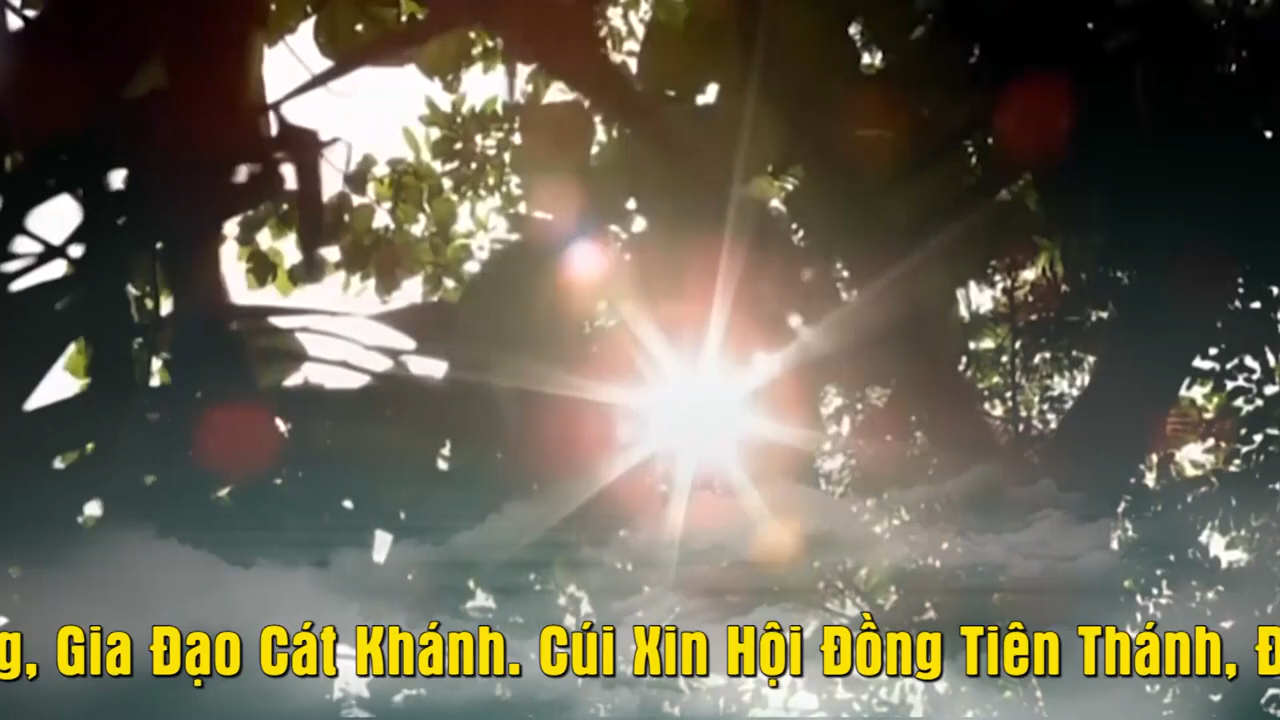 g, Gia Đạo Cát Khánh. Cúi Xin Hội Đồng Tiên Thánh, Đ